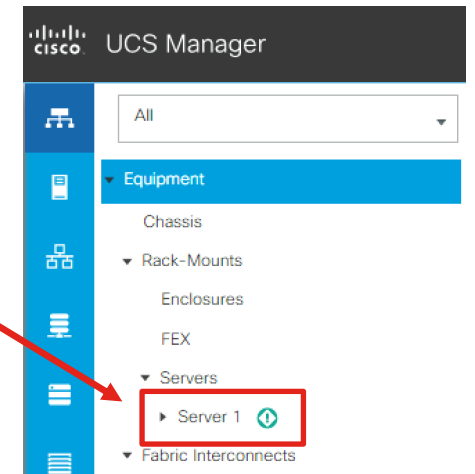 CISCO UCS Manager
All
Equipment
Chassis
Rack-Mounts
Enclosures
FEX
Servers
Server 1
Fabric Interconnects